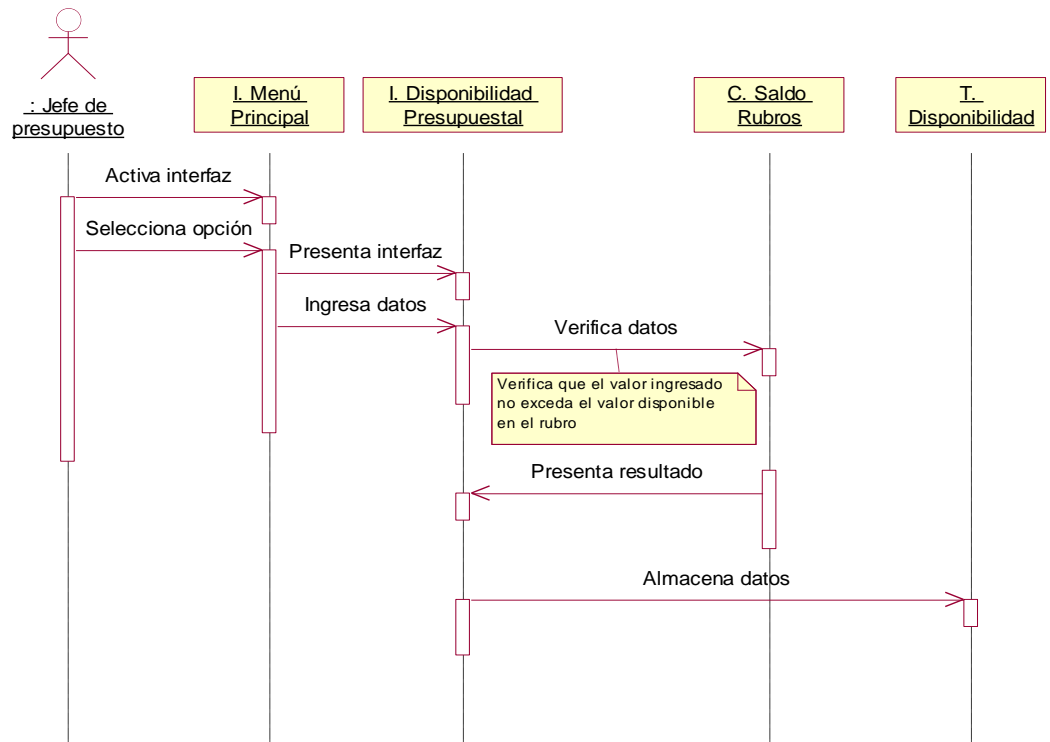 : Jefe de
presupuesto
I. Menú
Principal
I. Disponibilidad
Presupuestal
C. Saldo
Rubros
T.
Disponibilidad
Activa interfaz
Selecciona opción
Presenta interfaz
Ingresa datos
Verifica datos
Verifica que el valor ingresado
no exceda el valor disponible
en el rubro
Presenta resultado
Almacena datos